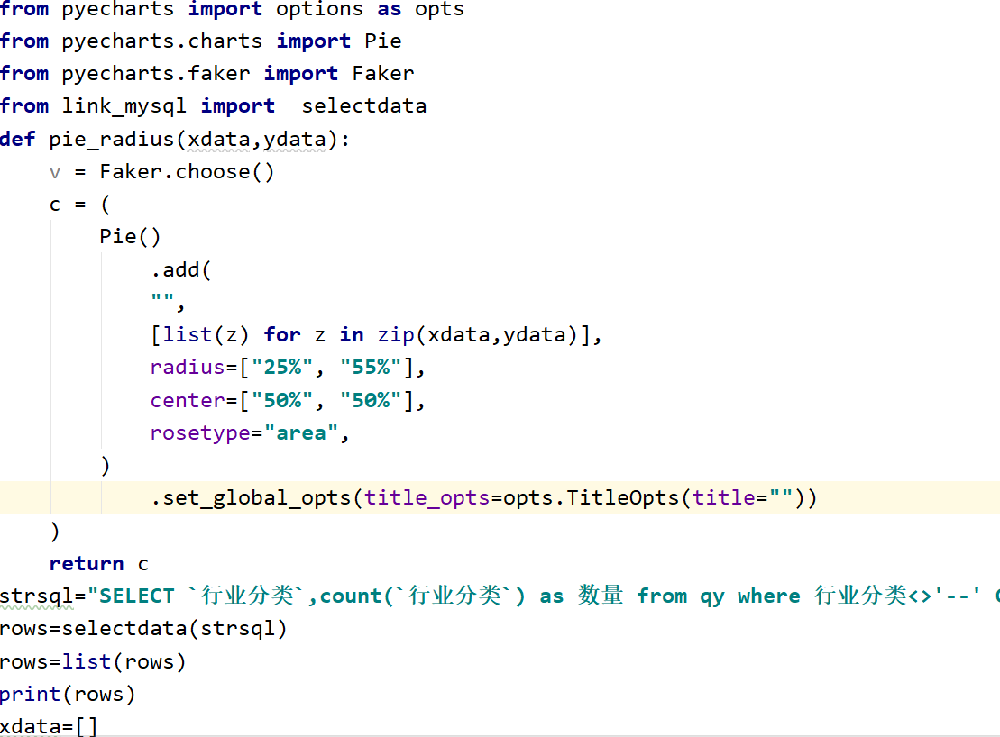 from pyecharts import options as opts
from pyecharts.charts import Pie
from pyecharts.faker import Faker
from link_mysql import  selectdata
def pie_radius(xdata,ydata):
    v = Faker.choose()
    c = (
        Pie()
            .add(
            "",
            [list(z) for z in zip(xdata,ydata)],
            radius=["25%", "55%"],
            center=["50%", "50%"],
            rosetype="area",
        )
            .set_global_opts(title_opts=opts.TitleOpts(title=""))
    )
    return c
strsql="SELECT `行业分类`,count(`行业分类`) as 数量 from qy where 行业分类<>'--'
rows=selectdata(strsql)
rows=list(rows)
print(rows)
xdata=[]